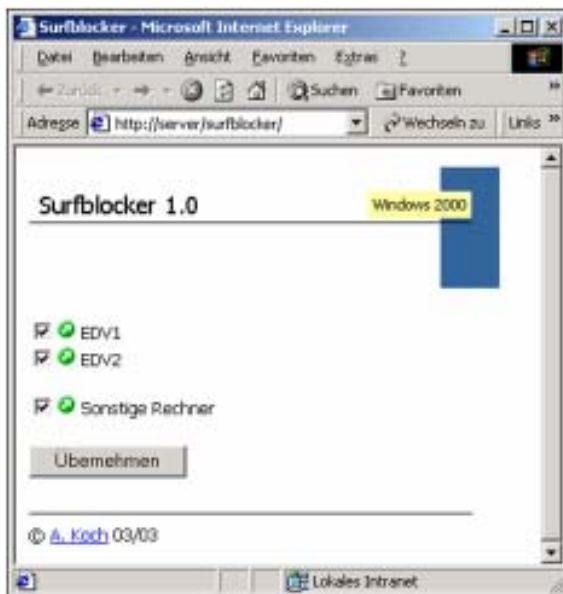 Surfblocker - Microsoft Internet Explorer
Datei Bearbeiten Ansicht Favoriten Extras ?
Zurück Suchen Favoriten »
Adresse http://server/surfblocker/ Wechseln zu Links »
Surfblocker 1.0
Windows 2000
EDV1
EDV2
Sonstige Rechner
Übernehmen
© A. Koch 03/03
Lokales Intranet